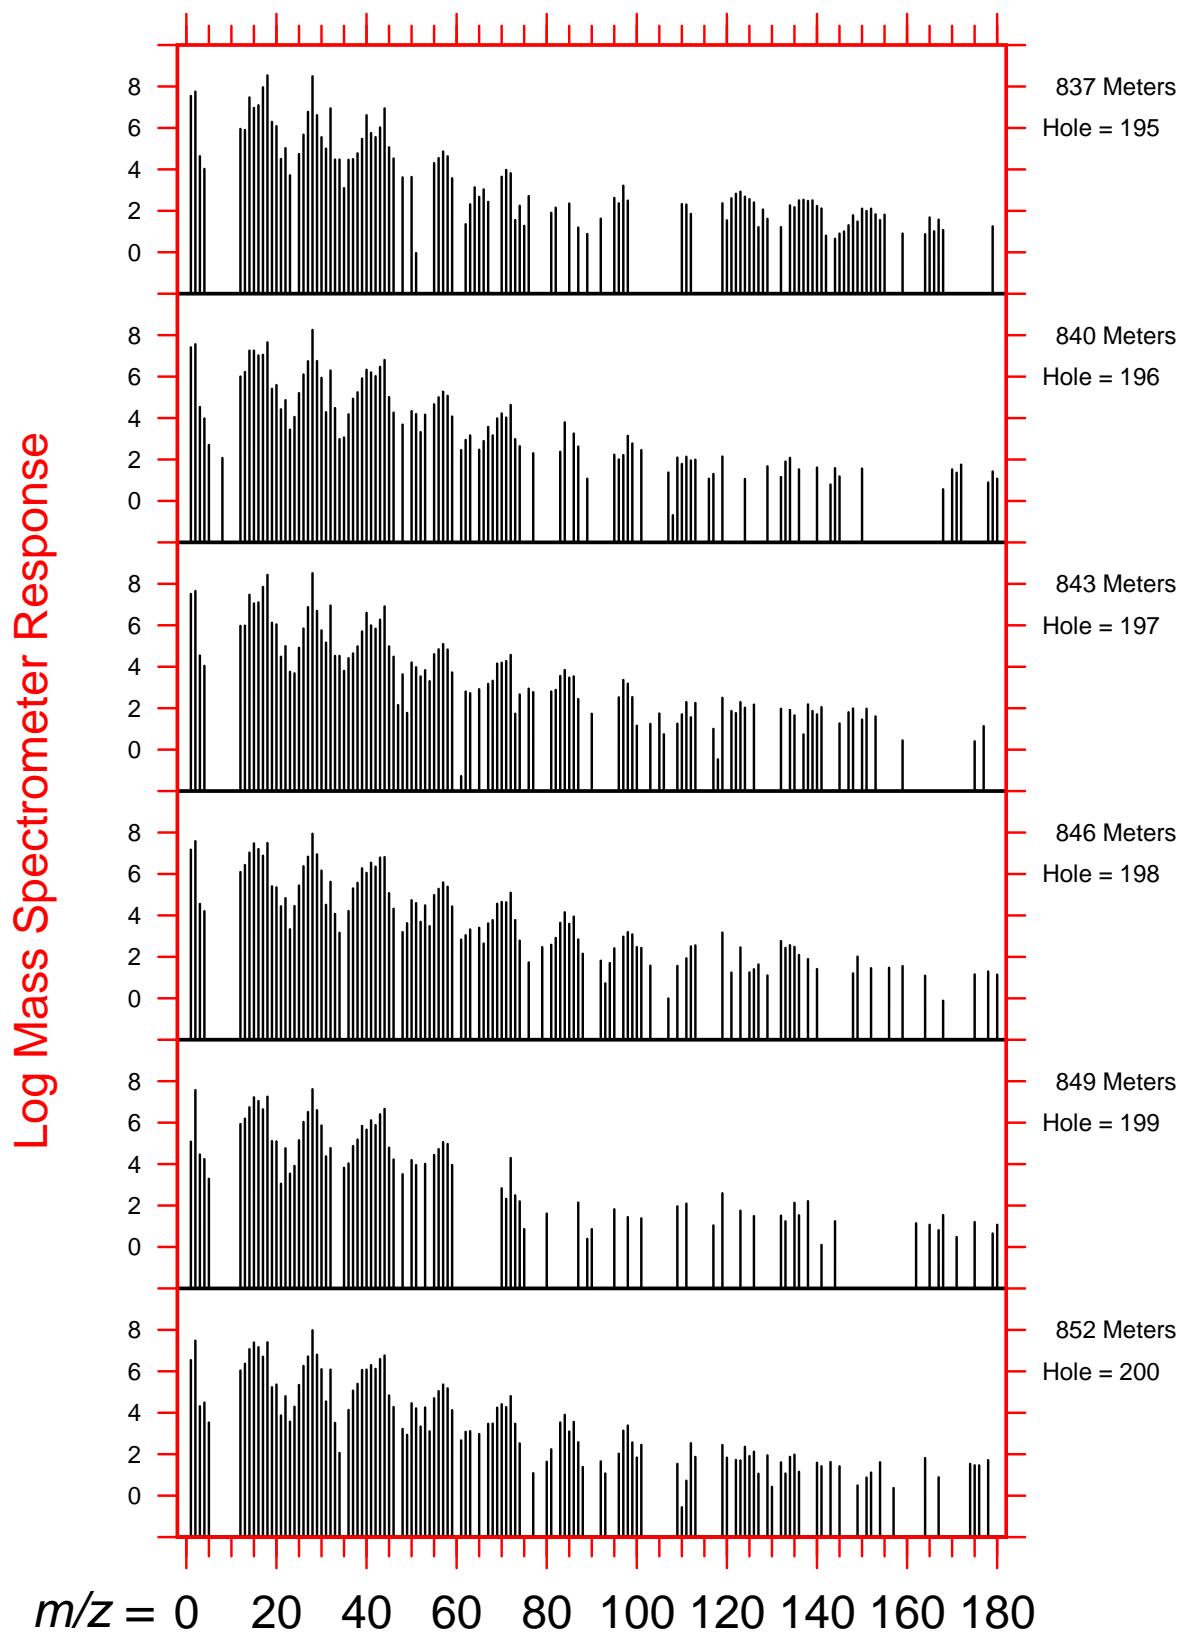 Log Mass Spectrometer Response
8
6
4
2
0
837 Meters
Hole = 195
8
6
4
2
0
840 Meters
Hole = 196
8
6
4
2
0
843 Meters
Hole = 197
8
6
4
2
0
846 Meters
Hole = 198
8
6
4
2
0
849 Meters
Hole = 199
8
6
4
2
0
852 Meters
Hole = 200
m/z = 0 20 40 60 80 100 120 140 160 180